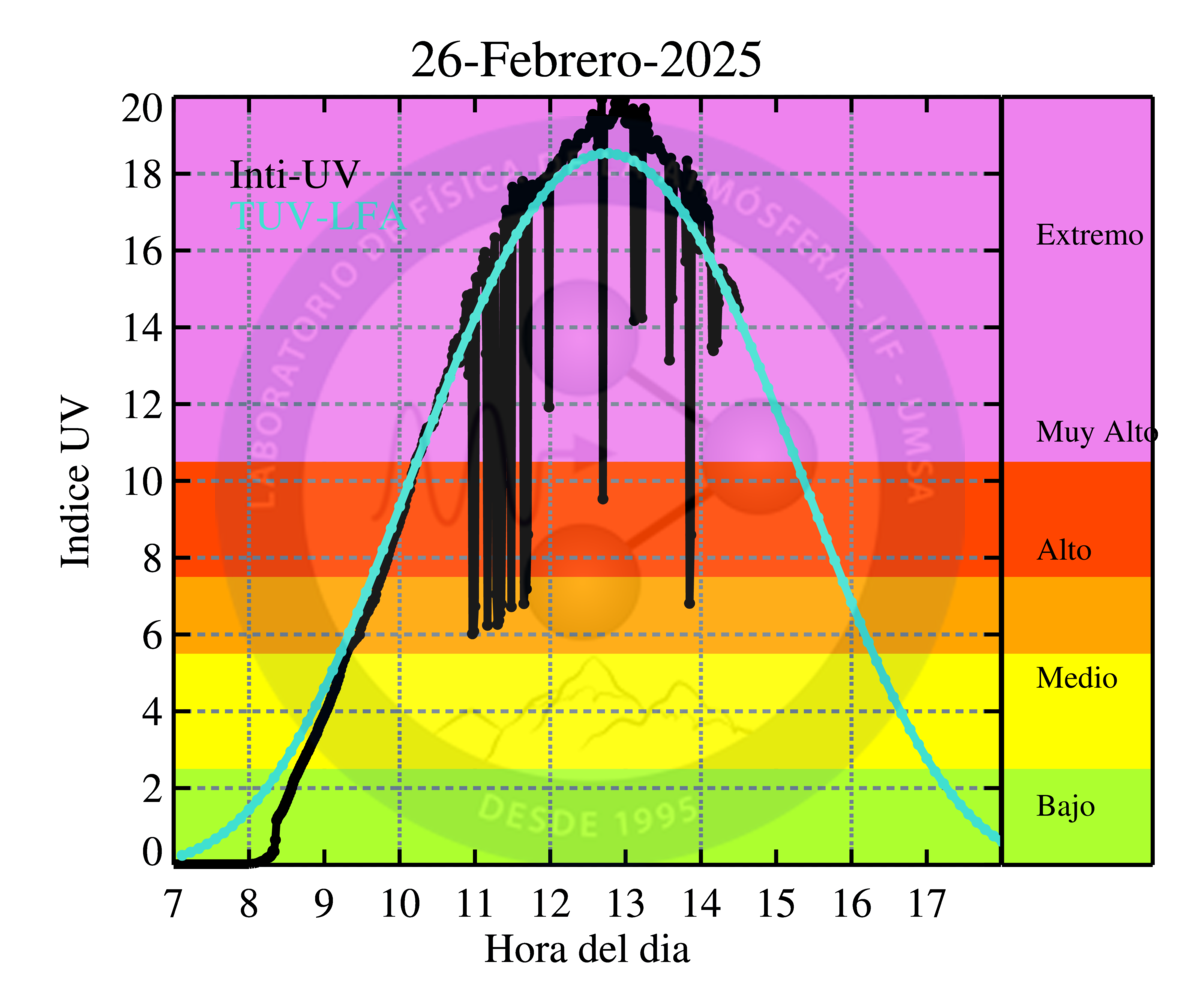 26-Febrero-2025
Inti-UV
TUV-LFA
20
18
16
14
12
10
8
6
4
2
0
Indice UV
7 8 9 10 11 12 13 14 15 16 17
Hora del dia
Extremo
Muy Alto
Alto
Medio
Bajo
LABORATORIO DE FÍSICA DE LA ATMÓSFERA - IIF - UMSA
DESDE 1995